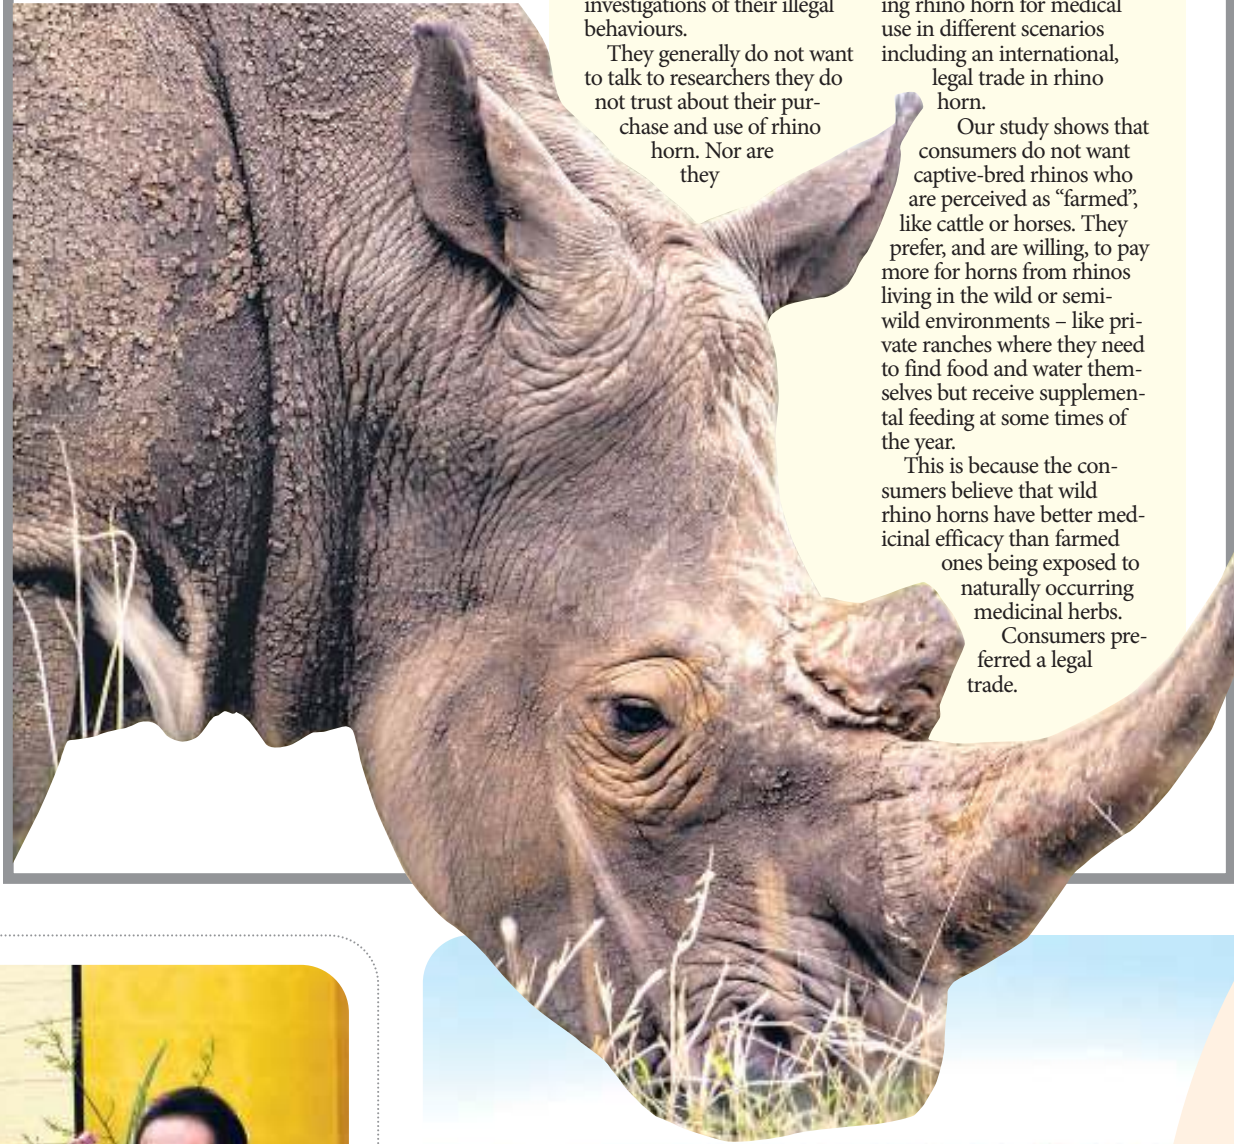 investigations of their illegal
behaviours.
They generally do not want
to talk to researchers they do
not trust about their pur-
chase and use of rhino
horn. Nor are
they
ing rhino horn for medical
use in different scenarios
including an international,
legal trade in rhino
horn.
Our study shows that
consumers do not want
captive-bred rhinos who
are perceived as “farmed”,
like cattle or horses. They
prefer, and are willing, to pay
more for horns from rhinos
living in the wild or semi-
wild environments – like pri-
vate ranches where they need
to find food and water them-
selves but receive supplemen-
tal feeding at some times of
the year.
This is because the con-
sumers believe that wild
rhino horns have better med-
icinal efficacy than farmed
ones being exposed to
naturally occurring
medicinal herbs.
Consumers pre-
ferred a legal
trade.